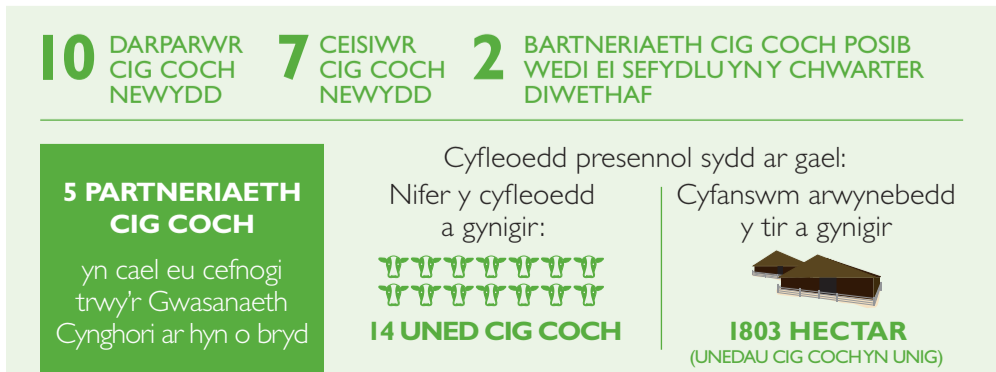 10 DARPARWR
CIG COCH
NEWYDD
7 CEISIWR
CIG COCH
NEWYDD
2 BARTNERIAETH CIG COCH POSIB
WEDI EI SEFYDLU YN Y CHWARTER
DIWETHAF
5 PARTNERIAETH
CIG COCH
yn cael eu cefnogi
trwy'r Gwasanaeth
Cynghori ar hyn o bryd
Cyfleoedd presennol sydd ar gael:
Nifer y cyfleoedd
a gynigir:
14 UNED CIG COCH
Cyfanswm arwynebedd
y tir a gynigir
1803 HECTAR
(UNEDAU CIG COCH YN UNIG)